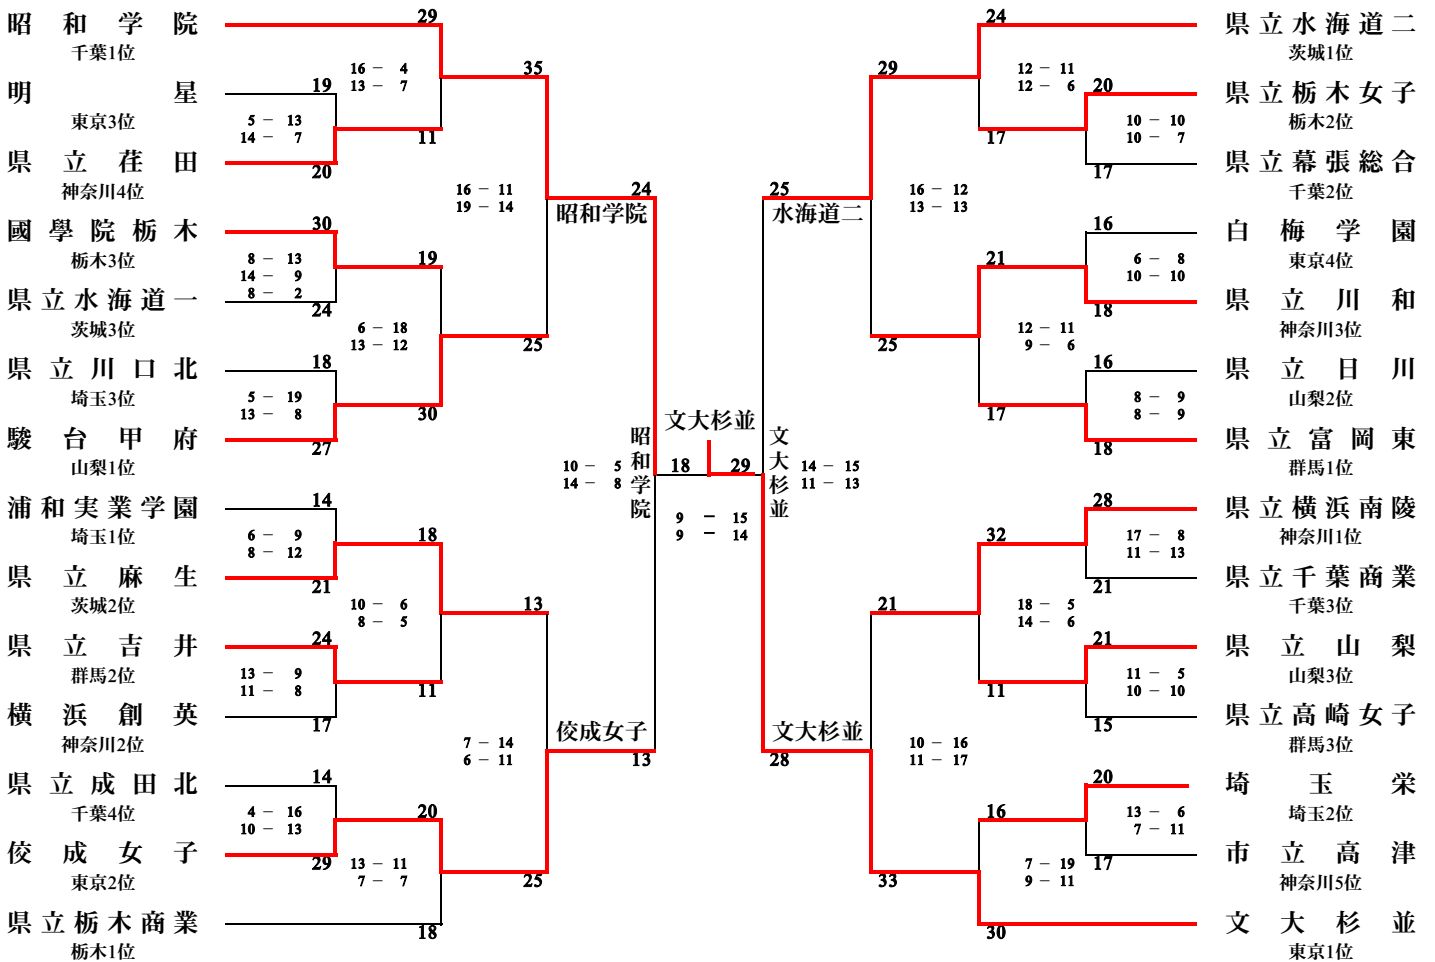 昭和学院
千葉1位
明星
東京3位
県立荏田
神奈川4位
國學院栃木
栃木3位
県立水海道一
茨城3位
県立川口北
埼玉3位
駿台甲府
山梨1位
浦和実業学園
埼玉1位
県立麻生
茨城2位
県立吉井
群馬2位
横浜創英
神奈川2位
県立成田北
千葉4位
佼成女子
東京2位
県立栃木商業
栃木1位
19
5 - 13
14 - 7
20
30
8 - 13
14 - 9
8 - 2
24
18
5 - 19
13 - 8
27
14
6 - 9
8 - 12
21
24
13 - 9
11 - 8
17
14
4 - 16
10 - 13
29
29
16 - 4
13 - 7
11
19
6 - 18
13 - 12
30
18
10 - 6
8 - 5
11
20
13 - 11
7 - 7
18
35
16 - 11
19 - 14
25
13
7 - 14
6 - 11
25
24
昭和学院
10 - 5
14 - 8
佼成女子
13
昭和学院
文大杉並
18
29
9 - 15
9 - 14
文大杉並
25
水海道二
14 - 15
11 - 13
文大杉並
28
29
16 - 12
13 - 13
25
21
10 - 16
11 - 17
33
24
12 - 11
12 - 6
17
21
12 - 11
9 - 6
17
32
18 - 5
14 - 6
11
16
7 - 19
9 - 11
30
20
10 - 10
10 - 7
17
16
6 - 8
10 - 10
18
16
8 - 9
8 - 9
18
28
17 - 8
11 - 13
21
21
11 - 5
10 - 10
15
20
13 - 6
7 - 11
17
県立水海道二
茨城1位
県立栃木女子
栃木2位
県立幕張総合
千葉2位
白梅学園
東京4位
県立川和
神奈川3位
県立日川
山梨2位
県立富岡東
群馬1位
県立横浜南陵
神奈川1位
県立千葉商業
千葉3位
県立山梨
山梨3位
県立高崎女子
群馬3位
埼玉栄
埼玉2位
市立高津
神奈川5位
文大杉並
東京1位